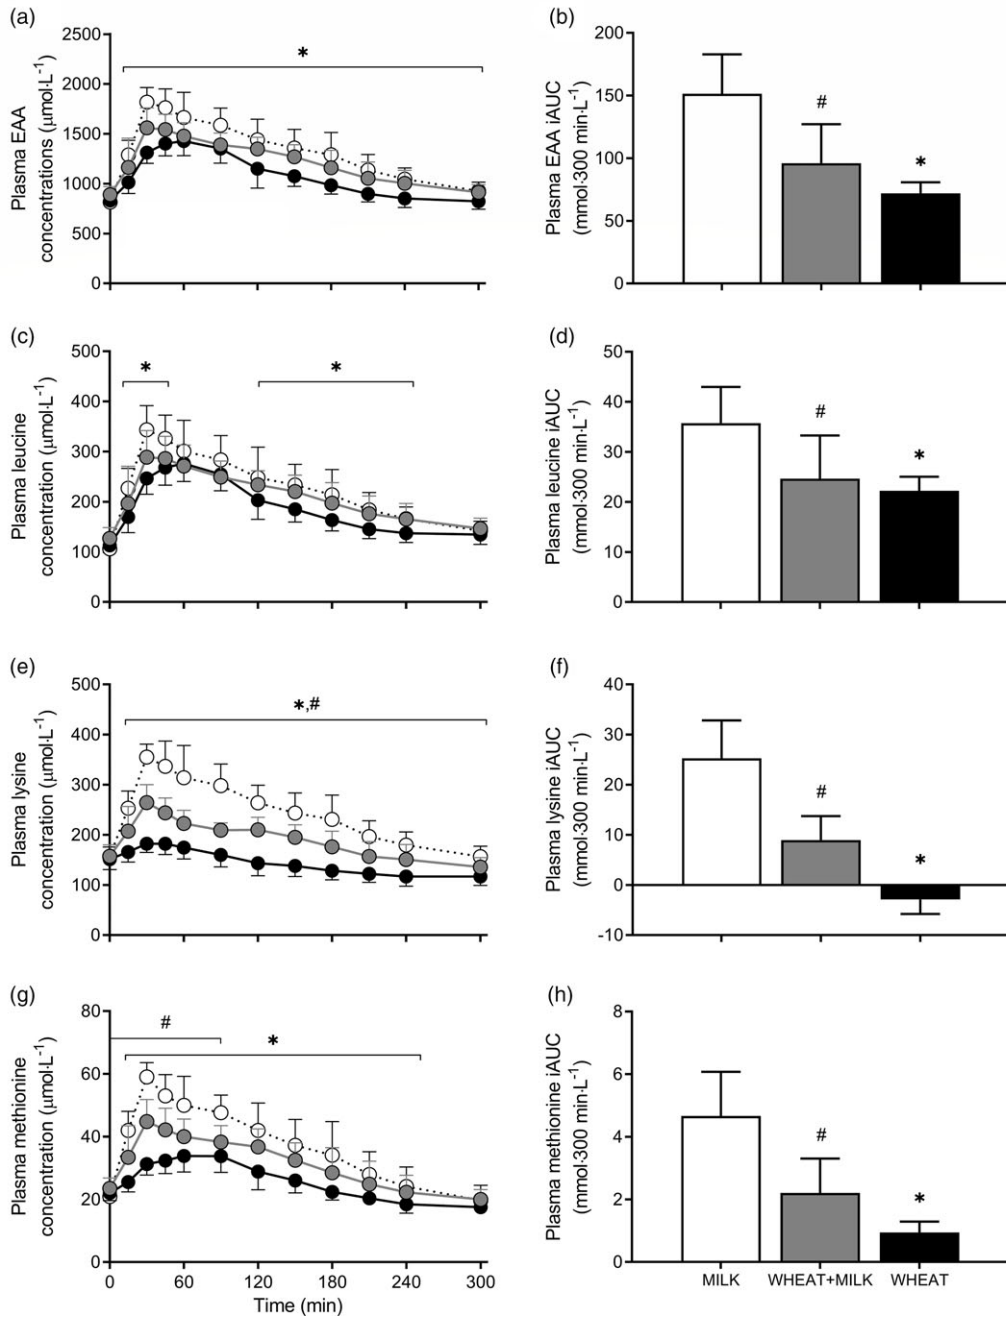 (a)
Plasma EAA
concentrations (μmol·L⁻¹)
2500
2000
1500
1000
500
0
*
(b)
Plasma EAA iAUC
(mmol·300 min·L⁻¹)
200
150
100
50
0
#
*
(c)
Plasma leucine
concentration (μmol·L⁻¹)
500
400
300
200
100
0
*
*
(d)
Plasma leucine iAUC
(mmol·300 min·L⁻¹)
50
40
30
20
10
0
#
*
(e)
Plasma lysine
concentration (μmol·L⁻¹)
500
400
300
200
100
0
*,#
(f)
Plasma lysine iAUC
(mmol·300 min·L⁻¹)
40
30
20
10
0
-10
#
*
(g)
Plasma methionine
concentration (μmol·L⁻¹)
80
60
40
20
0
#
*
0 60 120 180 240 300
Time (min)
(h)
Plasma methionine iAUC
(mmol·300 min·L⁻¹)
8
6
4
2
0
#
*
MILK WHEAT+MILK WHEAT